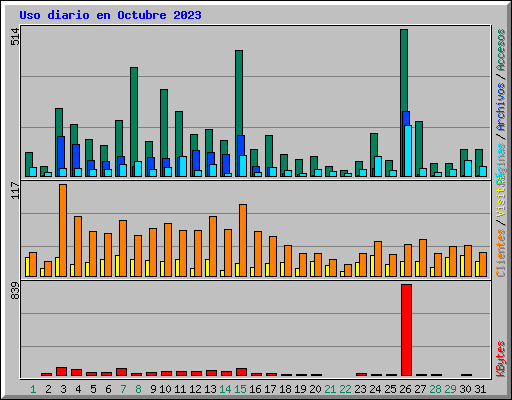 Uso diario en Octubre 2023
514
117
839
Accesos / Archivos / Páginas
Visitas / Clientes
KBytes
1 2 3 4 5 6 7 8 9 10 11 12 13 14 15 16 17 18 19 20 21 22 23 24 25 26 27 28 29 30 31